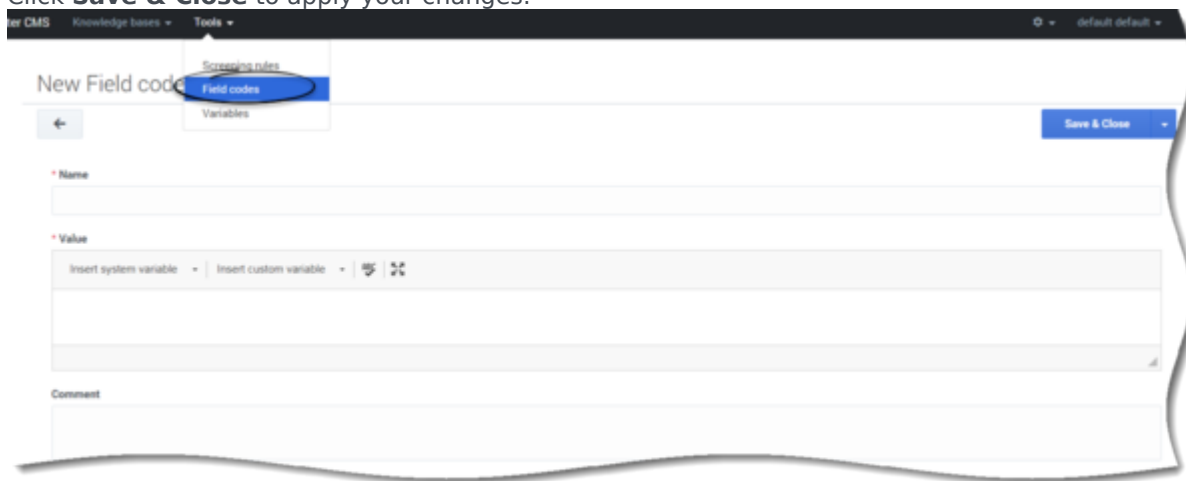 Click Save & Close to apply your changes.
ter CMS Knowledge bases Tools default default
Screening rules
New Field code
Field codes
Variables
Save & Close
* Name
* Value
Insert system variable Insert custom variable
Comment